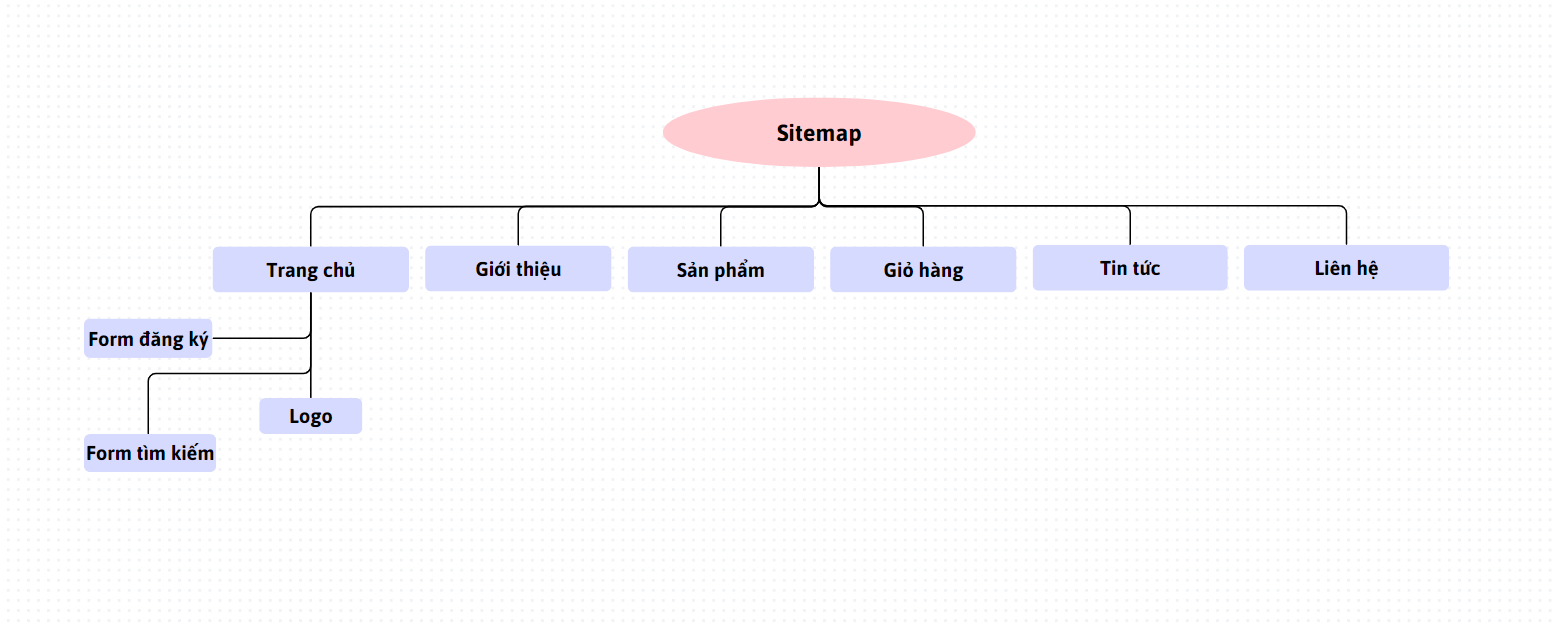 Sitemap
Trang chủ
Giới thiệu
Sản phẩm
Giỏ hàng
Tin tức
Liên hệ
Form đăng ký
Logo
Form tìm kiếm